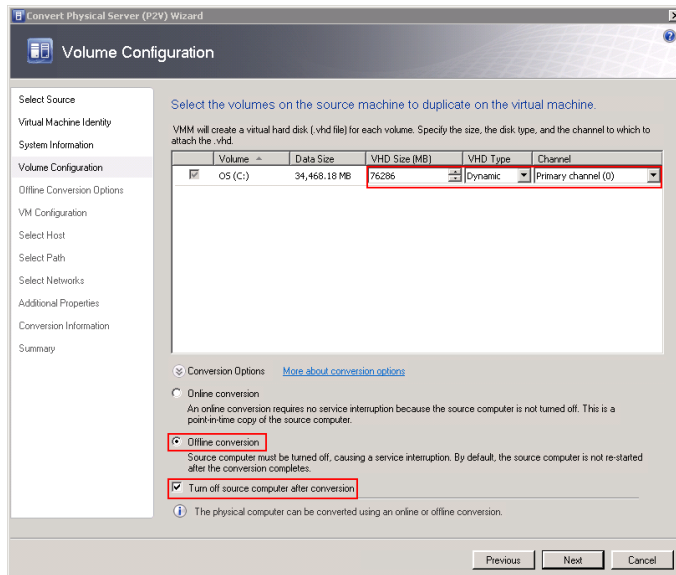 Convert Physical Server (P2V) Wizard
Volume Configuration
Select Source
Virtual Machine Identity
System Information
Volume Configuration
Offline Conversion Options
VM Configuration
Select Host
Select Path
Select Networks
Additional Properties
Conversion Information
Summary
Select the volumes on the source machine to duplicate on the virtual machine.
VMM will create a virtual hard disk (.vhd file) for each volume. Specify the size, the disk type, and the channel to which to
attach the .vhd.
Volume Data Size VHD Size (MB) VHD Type Channel
OS (C:) 34,468.18 MB 76286 Dynamic Primary channel (0)
Conversion Options More about conversion options
Online conversion
An online conversion requires no service interruption because the source computer is not turned off. This is a
point-in-time copy of the source computer.
Offline conversion
Source computer must be turned off, causing a service interruption. By default, the source computer is not re-started
after the conversion completes.
Turn off source computer after conversion
The physical computer can be converted using an online or offline conversion.
Previous Next Cancel